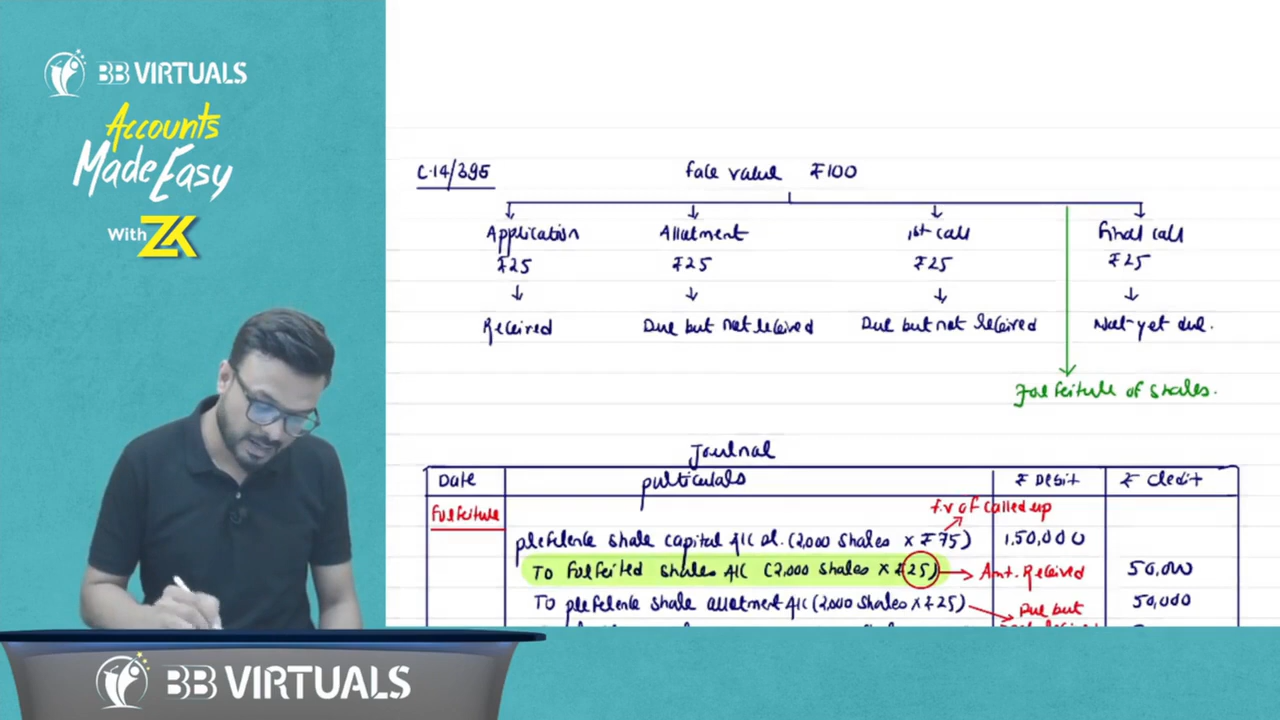 BB VIRTUALS
Accounts
Made Easy
With ZK
C.14/395 Face value ₹100
Application Allotment 1st call Final call
₹25 ₹25 ₹25 ₹25
Received Due but not received Due but not received Not yet due.
Forfeiture of shares.
Journal
Date Particulars ₹ Debit ₹ Credit
Forfeiture F.V of called up
Preference share capital A/c Dr. (2,000 shares × ₹75) 1,50,000
To Forfeited shares A/c (2,000 shares × ₹25) Amt. Received 50,000
To preference share allotment A/c (2,000 shares × ₹25) Due but 50,000
BB VIRTUALS